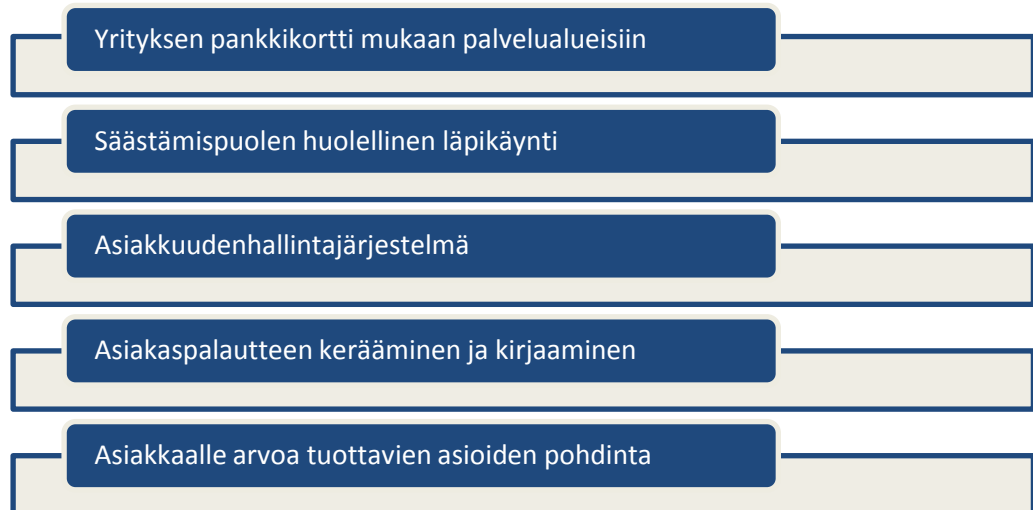 Yrityksen pankkikortti mukaan palvelualueisiin
Säästämispuolen huolellinen läpikäynti
Asiakkuudenhallintajärjestelmä
Asiakaspalautteen kerääminen ja kirjaaminen
Asiakkaalle arvoa tuottavien asioiden pohdinta